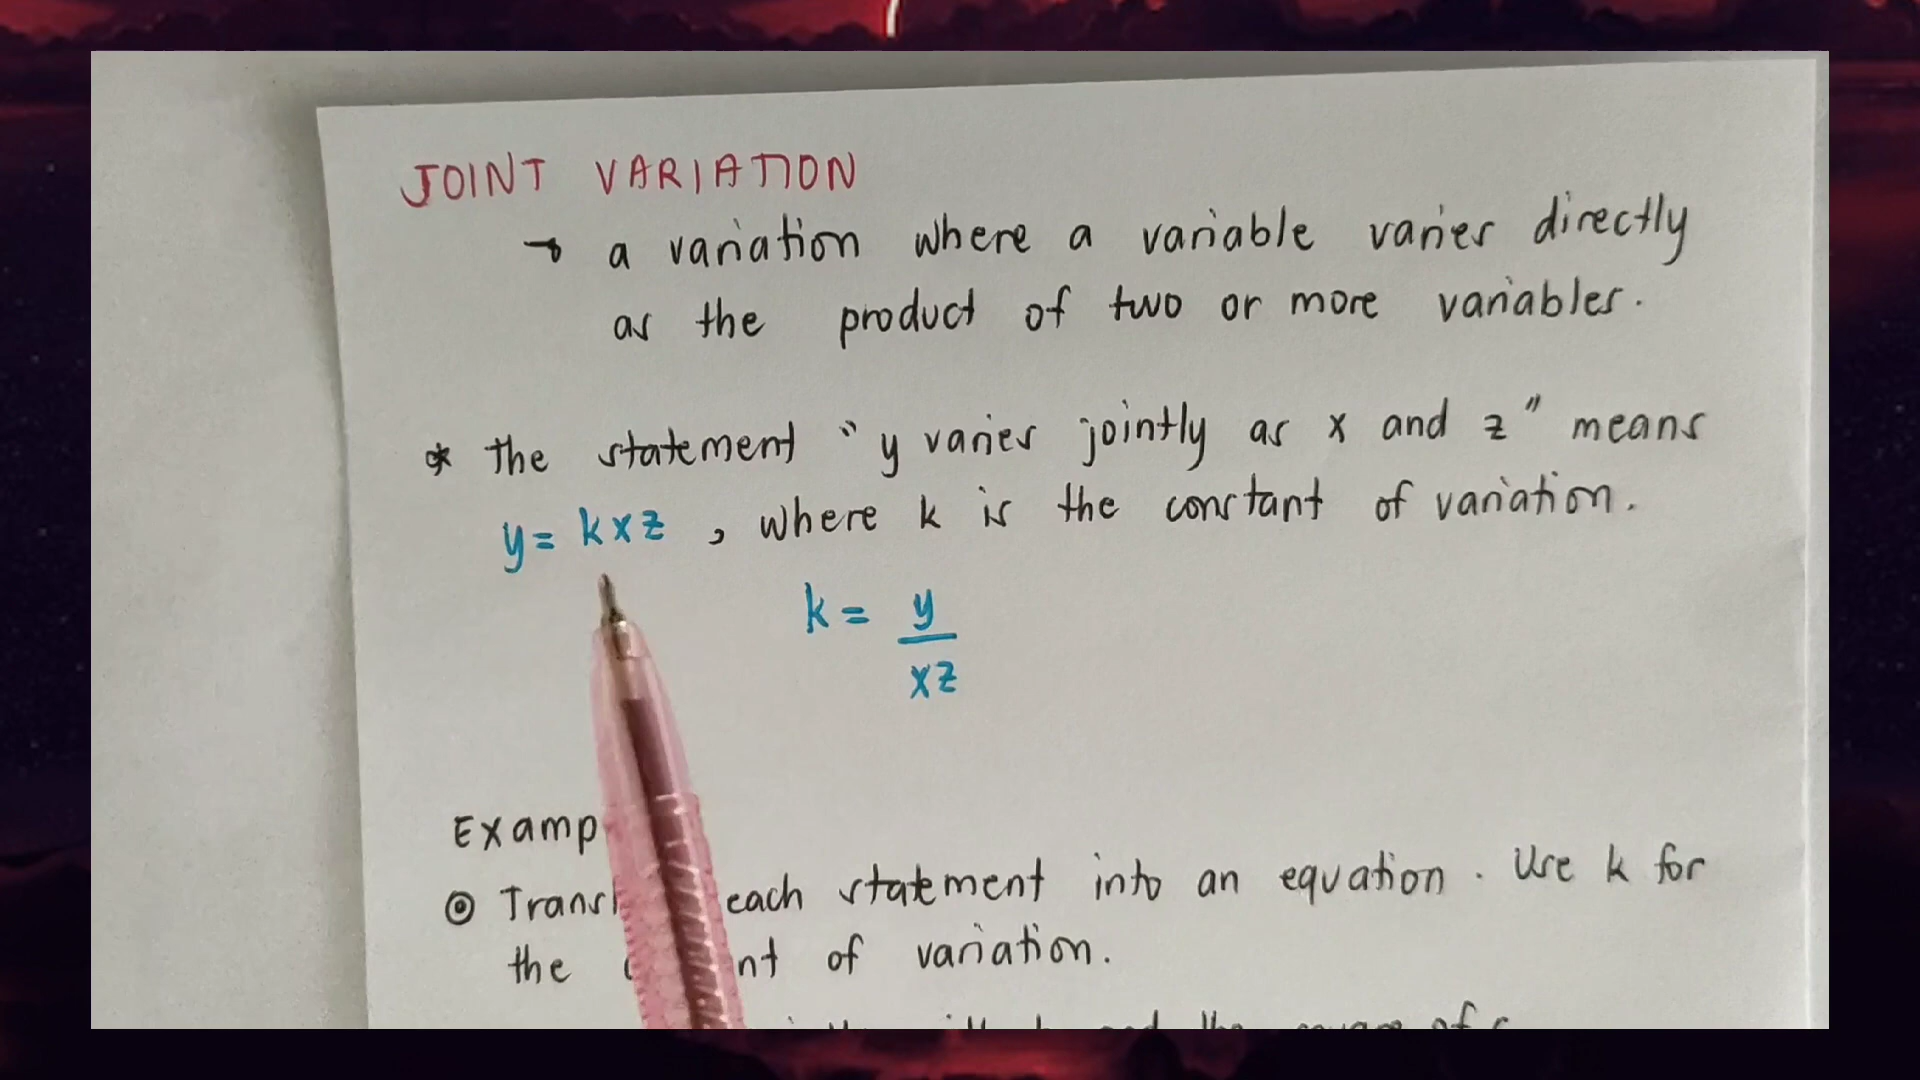 JOINT VARIATION
→ a variation where a variable varies directly
as the product of two or more variables.
* the statement "y varies jointly as x and z" means
y = kxz , where k is the constant of variation.
k = y
xz
Examp
⦿ Transl each statement into an equation. Use k for
the nt of variation.